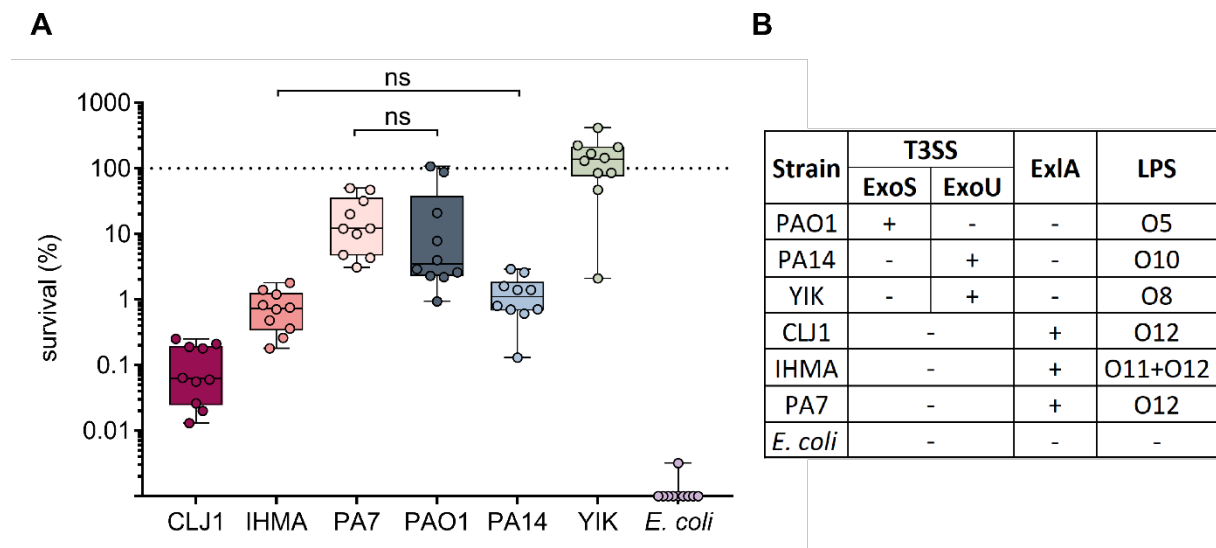 A
B
ns
ns
survival (%)
1000
100
10
1
0.1
0.01
CLJ1 IHMA PA7 PAO1 PA14 YIK E. coli
Strain T3SS ExlA LPS
ExoS ExoU
PAO1 + - - O5
PA14 - + - O10
YIK - + - O8
CLJ1 - + O12
IHMA - + O11+O12
PA7 - + O12
E. coli - - -